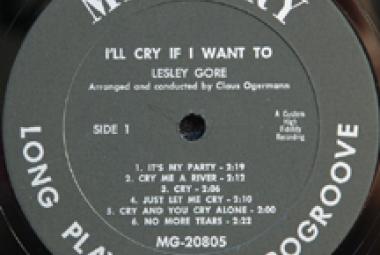 I'LL CRY IF I WANT TO
LESLEY GORE
Arranged and conducted by Claus Ogermann
SIDE 1
A Custom
High
Fidelity
Recording
1. IT'S MY PARTY - 2:19
2. CRY ME A RIVER - 2:12
3. CRY - 2:06
4. JUST LET ME CRY - 2:10
5. CRY AND YOU CRY ALONE - 2:00
6. NO MORE TEARS - 2:22
MG-20805
LONG